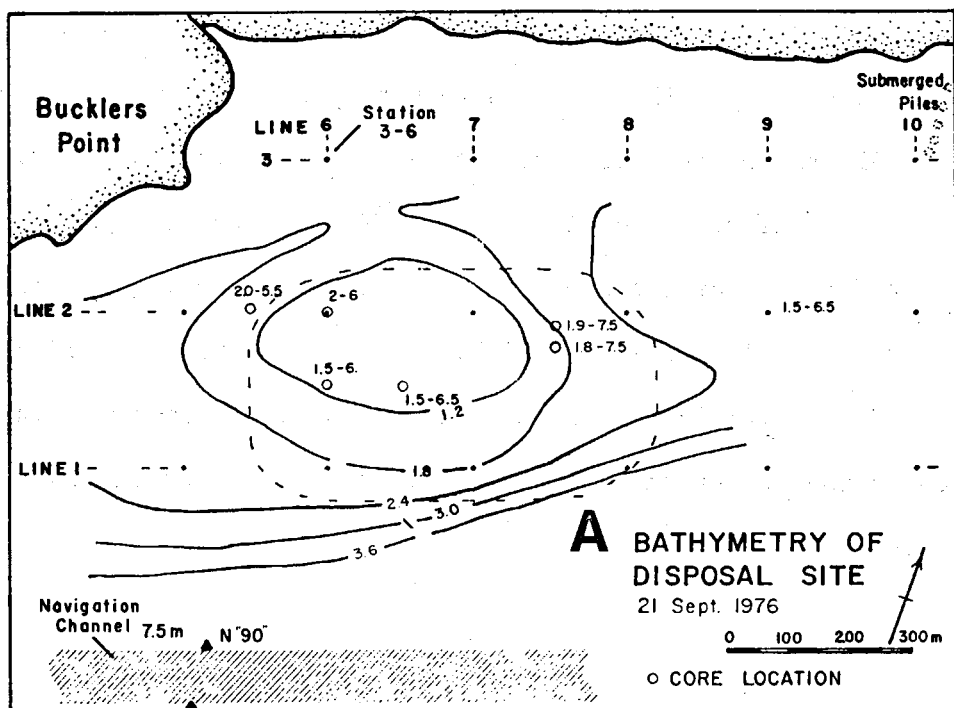 Bucklers
Point
Station
3-6
Submerged
Piles
LINE 6 7 8 9 10
3
2.0-5.5
2-6
1.5-6.5
LINE 2
1.9-7.5
1.8-7.5
1.5-6.
1.5-6.5
1.2
LINE 1
1.8
2.4
3.0
3.6
A BATHYMETRY OF
DISPOSAL SITE
21 Sept. 1976
Navigation
Channel 7.5m
N "90"
0 100 200 300 m
CORE LOCATION